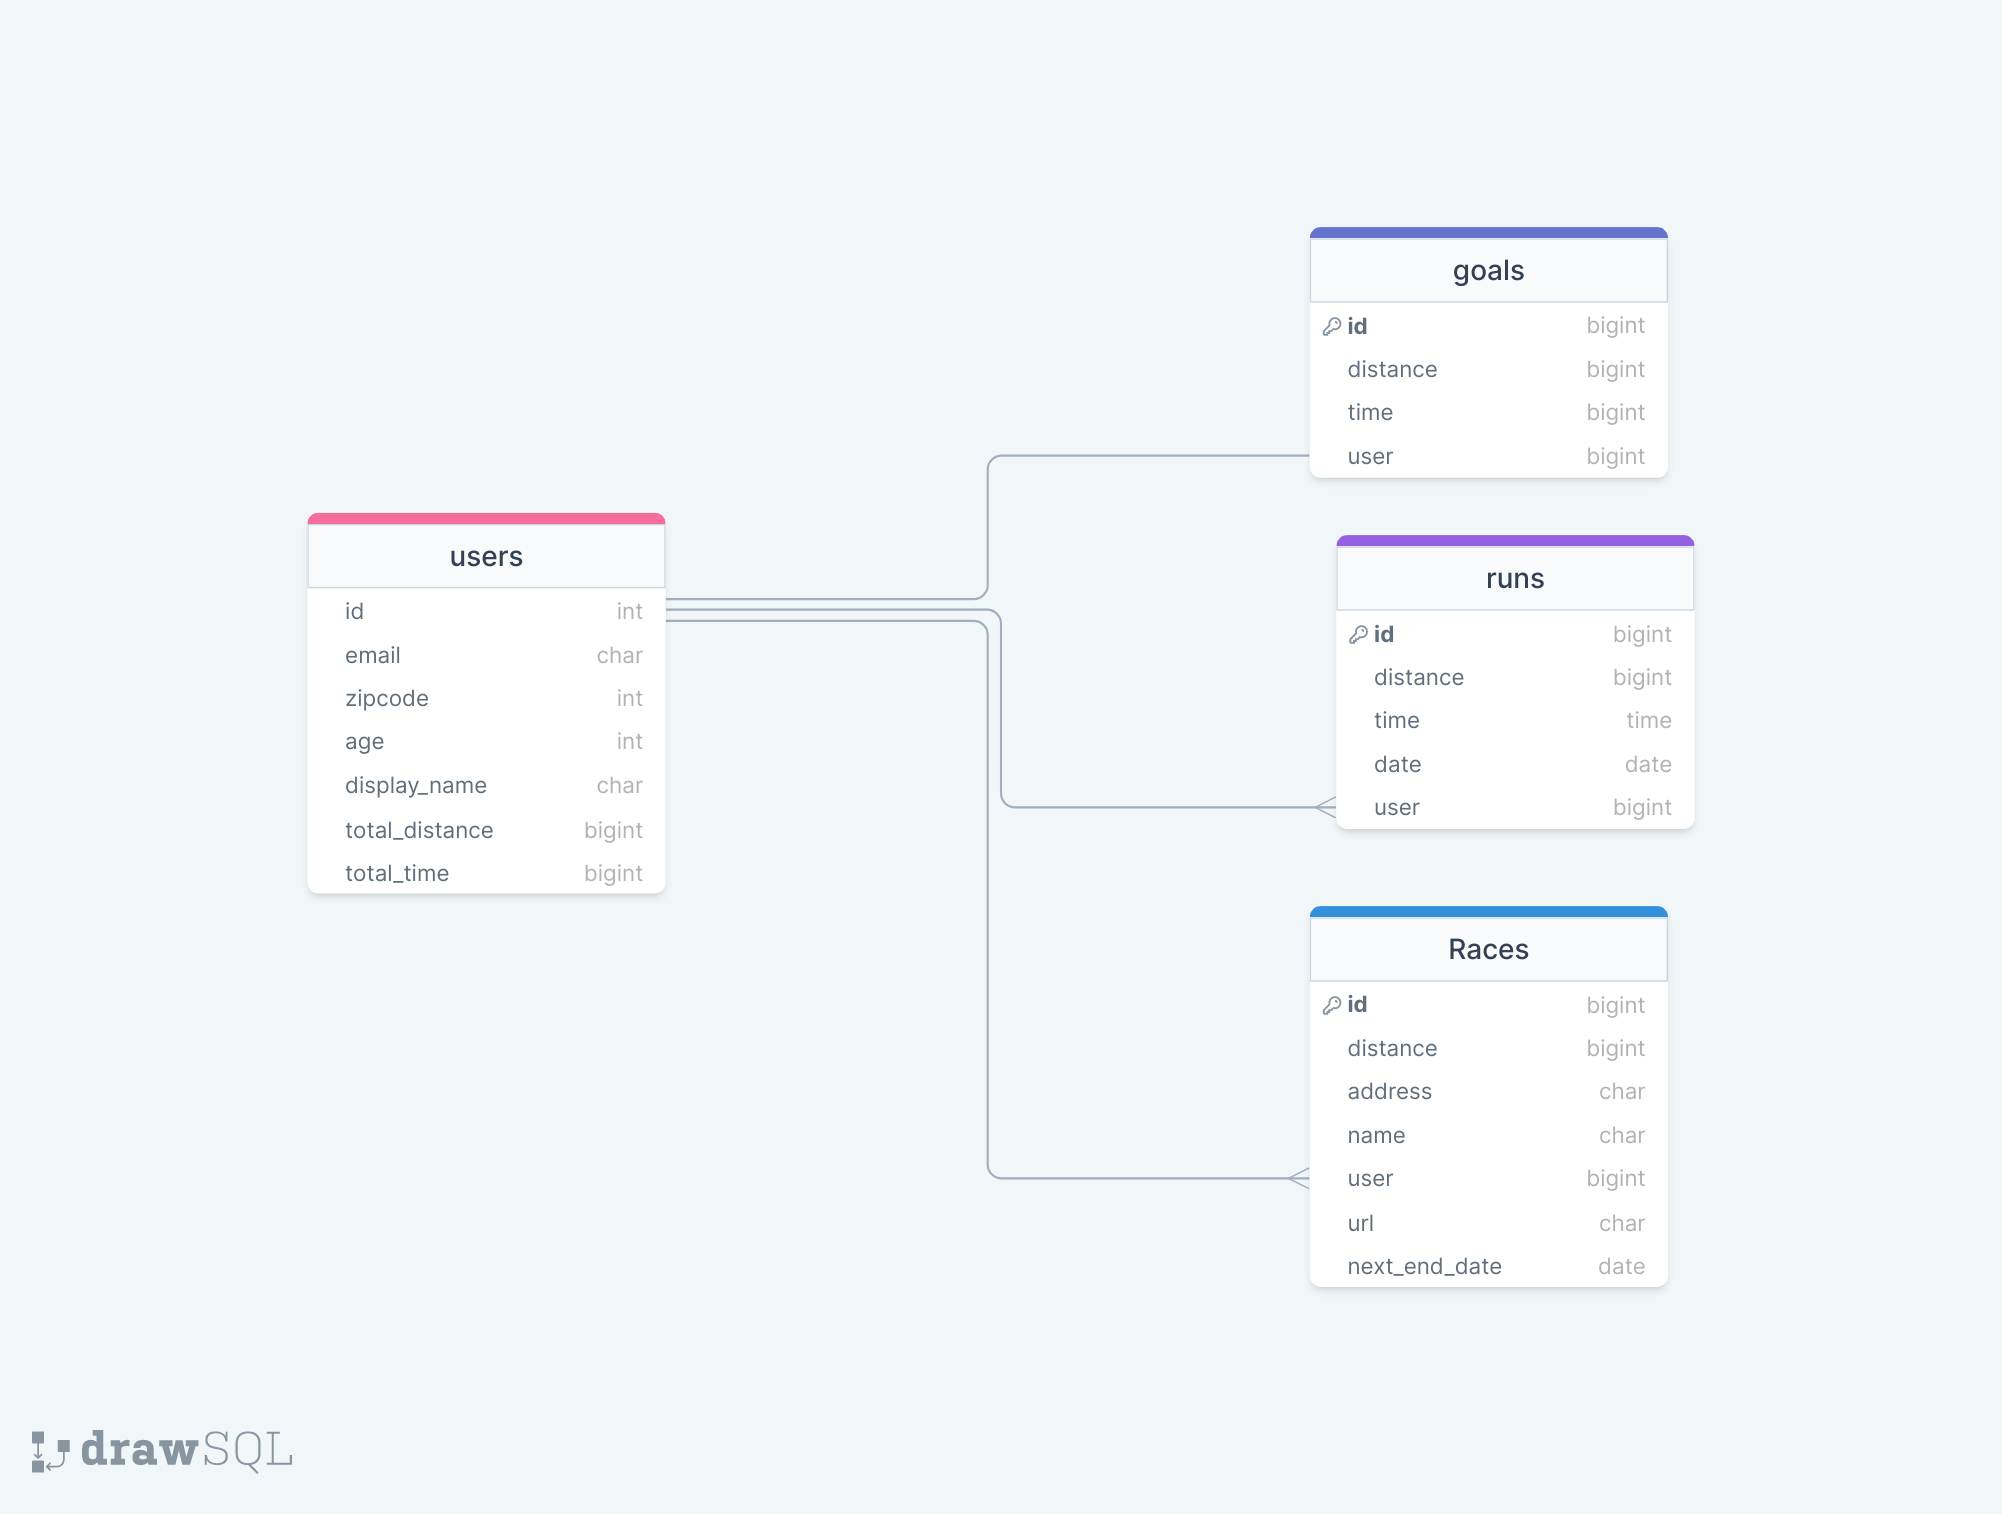 users
id int
email char
zipcode int
age int
display_name char
total_distance bigint
total_time bigint
goals
id bigint
distance bigint
time bigint
user bigint
runs
id bigint
distance bigint
time time
date date
user bigint
Races
id bigint
distance bigint
address char
name char
user bigint
url char
next_end_date date
drawSQL